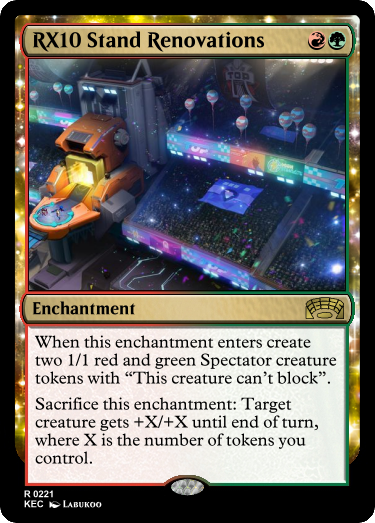 RX10 Stand Renovations
Enchantment
When this enchantment enters create
two 1/1 red and green Spectator creature
tokens with “This creature can’t block”.
Sacrifice this enchantment: Target
creature gets +X/+X until end of turn,
where X is the number of tokens you
control.
R 0221
KEC LABUKOO